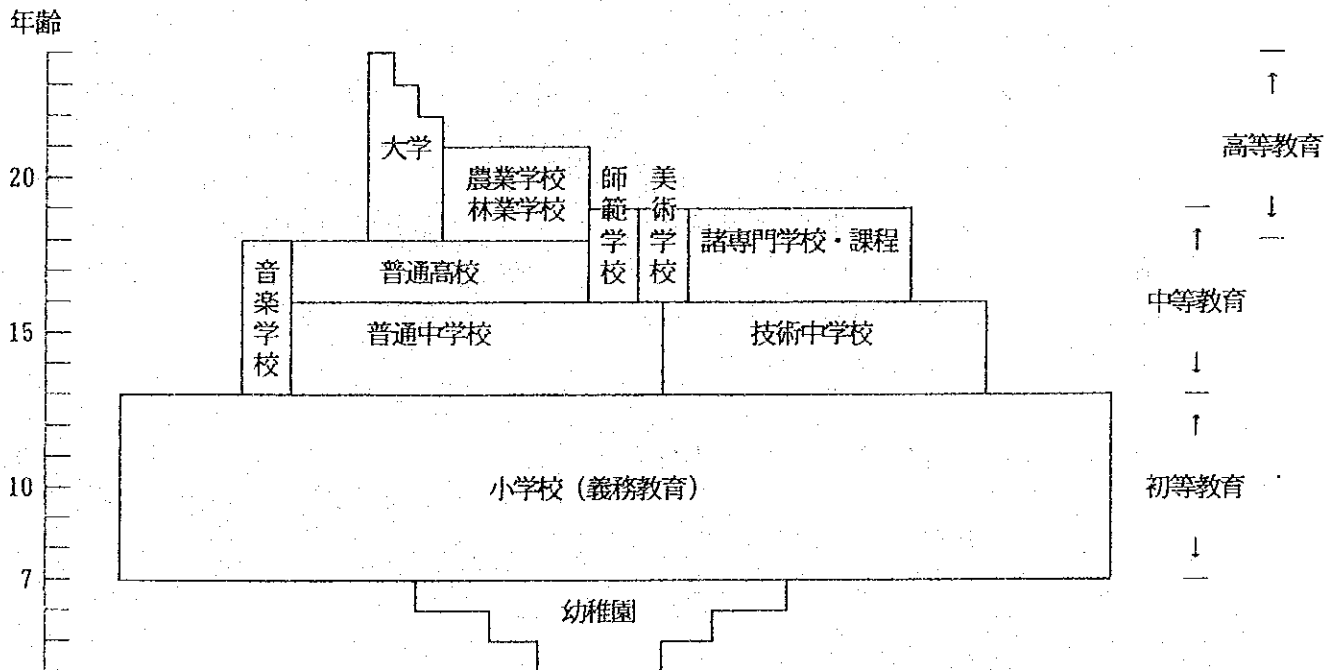 年齢
20
15
10
7
大学
農業学校
林業学校
師範学校
美術学校
諸専門学校・課程
音楽学校
普通高校
普通中学校
技術中学校
小学校（義務教育）
幼稚園
高等教育
中等教育
初等教育